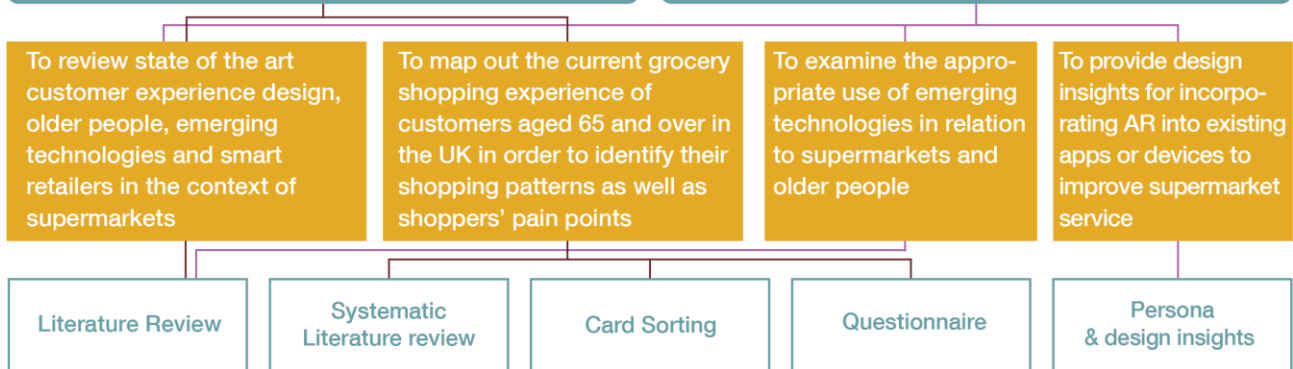 To review state of the art
customer experience design,
older people, emerging
technologies and smart
retailers in the context of
supermarkets
To map out the current grocery
shopping experience of
customers aged 65 and over in
the UK in order to identify their
shopping patterns as well as
shoppers’ pain points
To examine the appro-
priate use of emerging
technologies in relation
to supermarkets and
older people
To provide design
insights for incorpo-
rating AR into existing
apps or devices to
improve supermarket
service
Literature Review
Systematic
Literature review
Card Sorting
Questionnaire
Persona
& design insights